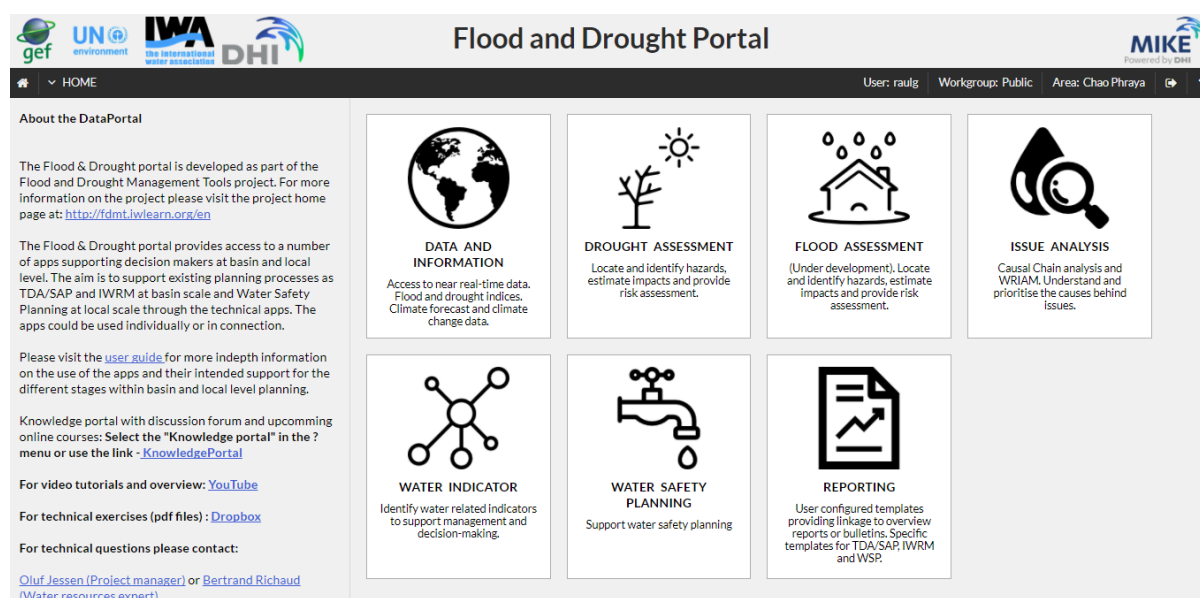 gef
UN
environment
IWA
the international
water association
DHI
Flood and Drought Portal
MIKE
Powered by DHI
HOME
User: raulg
Workgroup: Public
Area: Chao Phraya
About the DataPortal
The Flood & Drought portal is developed as part of the
Flood and Drought Management Tools project. For more
information on the project please visit the project home
page at: http://fdmt.iwlearn.org/en
The Flood & Drought portal provides access to a number
of apps supporting decision makers at basin and local
level. The aim is to support existing planning processes as
TDA/SAP and IWRM at basin scale and Water Safety
Planning at local scale through the technical apps. The
apps could be used individually or in connection.
Please visit the user guide for more indepth information
on the use of the apps and their intended support for the
different stages within basin and local level planning.
Knowledge portal with discussion forum and upcomming
online courses: Select the "Knowledge portal" in the ?
menu or use the link - KnowledgePortal
For video tutorials and overview: YouTube
For technical exercises (pdf files) : Dropbox
For technical questions please contact:
Oluf Jessen (Project manager) or Bertrand Richaud
(Water resources expert)
DATA AND
INFORMATION
Access to near real-time data.
Flood and drought indices.
Climate forecast and climate
change data.
DROUGHT ASSESSMENT
Locate and identify hazards,
estimate impacts and provide
risk assessment.
FLOOD ASSESSMENT
(Under development). Locate
and identify hazards, estimate
impacts and provide risk
assessment.
ISSUE ANALYSIS
Causal Chain analysis and
WRIAM. Understand and
prioritise the causes behind
issues.
WATER INDICATOR
Identify water related indicators
to support management and
decision-making.
WATER SAFETY
PLANNING
Support water safety planning
REPORTING
User configured templates
providing linkage to overview
reports or bulletins. Specific
templates for TDA/SAP, IWRM
and WSP.